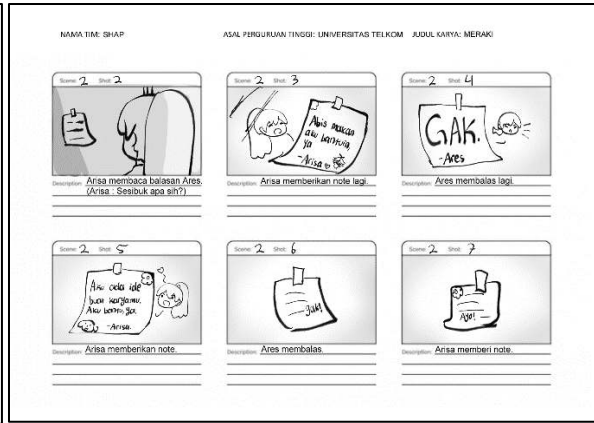 NAMA TIM: SHAP
ASAL PERGURUAN TINGGI: UNIVERSITAS TELKOM JUDUL KARYA: MERAKI
Scene: 2 Shot: 2
Description: Arisa membaca balasan Ares.
(Arisa : Sesibuk apa sih?)
Scene: 2 Shot: 3
Abis makan
aku bantuin
ya
-Arisa
Description: Arisa memberikan note lagi.
Scene: 2 Shot: 4
GAK.
-Ares
Description: Ares membalas lagi.
Scene: 2 Shot: 5
Aku ada ide
buat karyamu.
Aku bantu, ya.
-Arisa
Description: Arisa memberikan note.
Scene: 2 Shot: 6
gak!
Description: Ares membalas.
Scene: 2 Shot: 7
Ayo!
Description: Arisa memberi note.